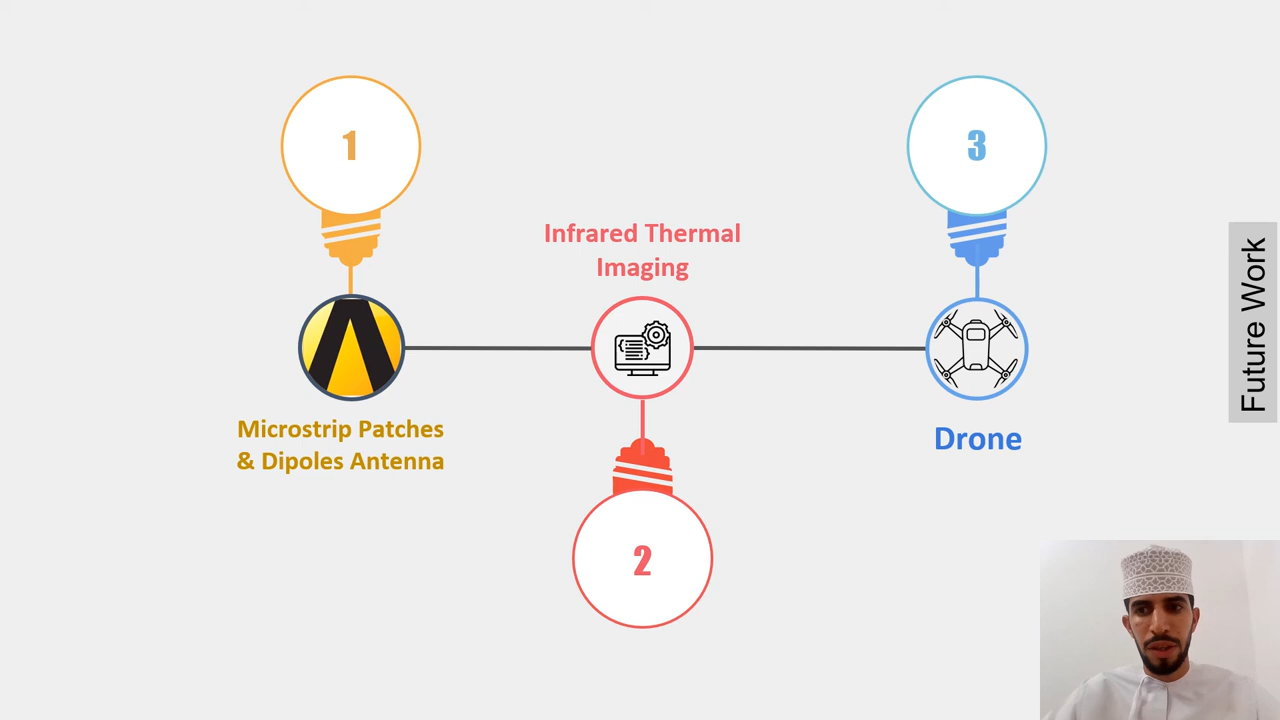 1
3
Infrared Thermal
Imaging
Microstrip Patches
& Dipoles Antenna
Drone
2
Future Work